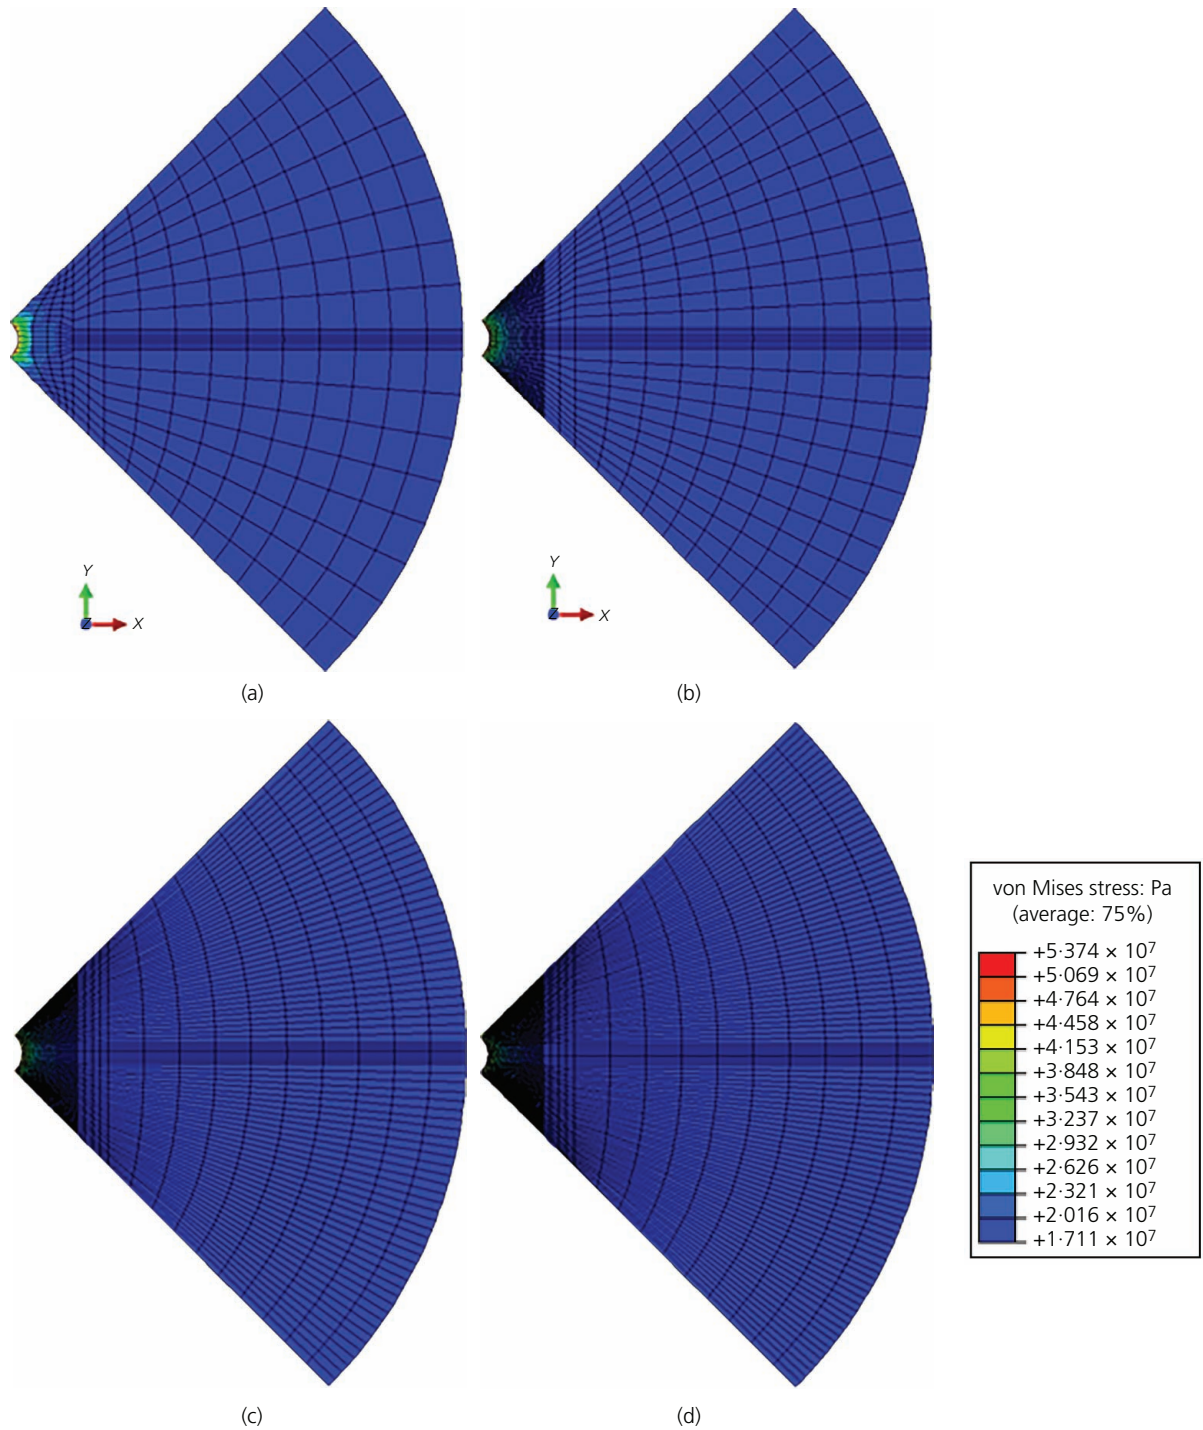 Y
X
Z
(a)
Y
X
Z
(b)
(c)
(d)
von Mises stress: Pa
(average: 75%)
+5·374 × 10⁷
+5·069 × 10⁷
+4·764 × 10⁷
+4·458 × 10⁷
+4·153 × 10⁷
+3·848 × 10⁷
+3·543 × 10⁷
+3·237 × 10⁷
+2·932 × 10⁷
+2·626 × 10⁷
+2·321 × 10⁷
+2·016 × 10⁷
+1·711 × 10⁷